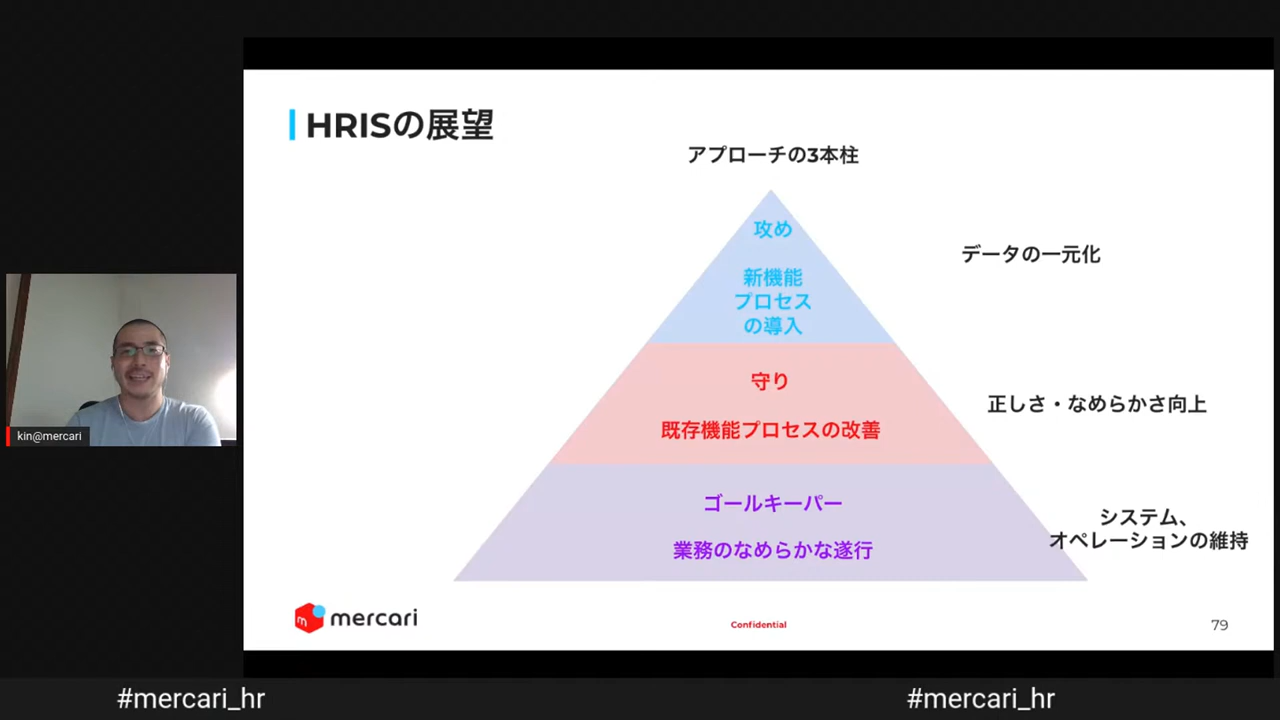 HRISの展望
アプローチの3本柱
攻め
新機能
プロセス
の導入
データの一元化
守り
既存機能プロセスの改善
正しさ・なめらかさ向上
ゴールキーパー
業務のなめらかな遂行
システム、
オペレーションの維持
kin@mercari
m mercari
Confidential
79
#mercari_hr
#mercari_hr